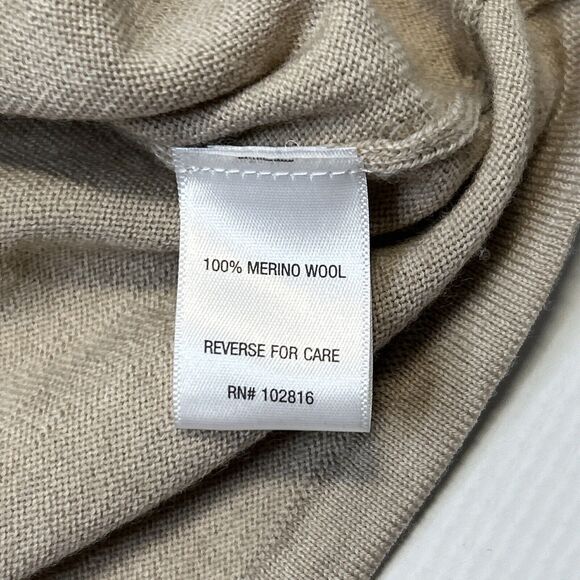 100% MERINO WOOL
REVERSE FOR CARE
RN# 102816